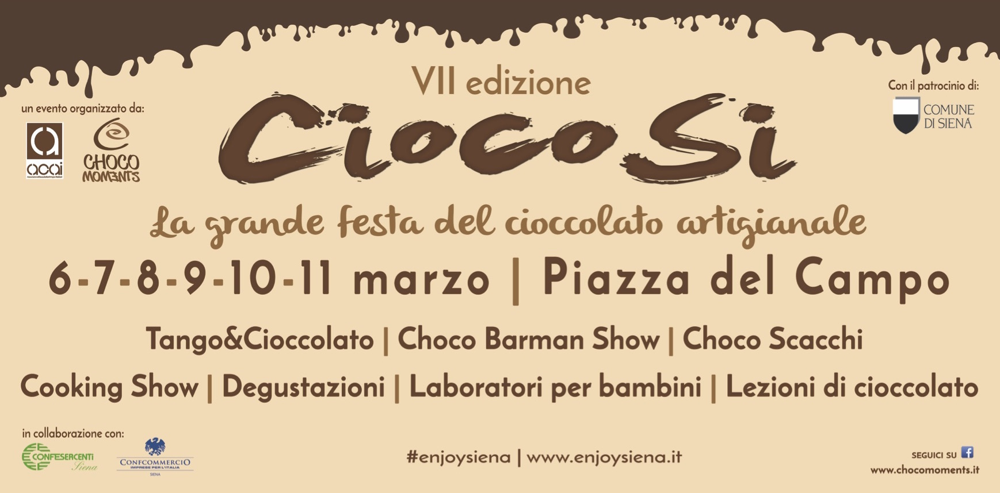 VII edizione
CiocoSi
un evento organizzato da:
acai
CHOCO
MOMENTS
Con il patrocinio di:
COMUNE
DI SIENA
La grande festa del cioccolato artigianale
6-7-8-9-10-11 marzo | Piazza del Campo
Tango&Cioccolato | Choco Barman Show | Choco Scacchi
Cooking Show | Degustazioni | Laboratori per bambini | Lezioni di cioccolato
in collaborazione con:
CONFESERCENTI
Siena
CONFCOMMERCIO
IMPRESE PER L'ITALIA
SIENA
#enjoysiena | www.enjoysiena.it
SEGUICI SU f
www.chocomoments.it